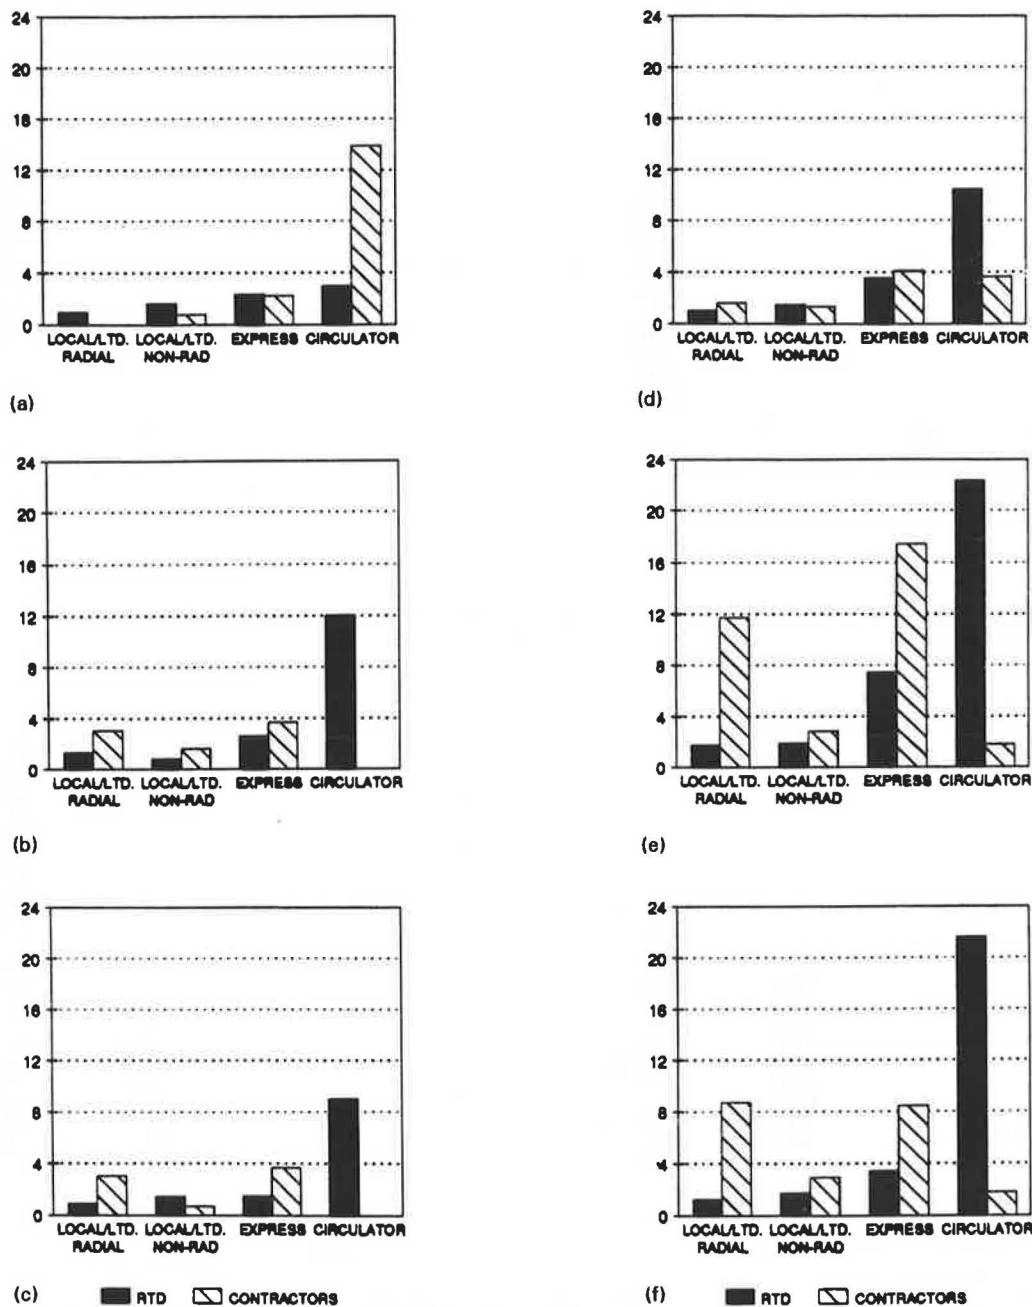 24
20
16
12
8
4
0
LOCAL/LTD. LOCAL/LTD. EXPRESS CIRCULATOR
RADIAL NON-RAD
(a)
24
20
16
12
8
4
0
LOCAL/LTD. LOCAL/LTD. EXPRESS CIRCULATOR
RADIAL NON-RAD
(b)
24
20
16
12
8
4
0
LOCAL/LTD. LOCAL/LTD. EXPRESS CIRCULATOR
RADIAL NON-RAD
(c) RTD CONTRACTORS
24
20
16
12
8
4
0
LOCAL/LTD. LOCAL/LTD. EXPRESS CIRCULATOR
RADIAL NON-RAD
(d)
24
20
16
12
8
4
0
LOCAL/LTD. LOCAL/LTD. EXPRESS CIRCULATOR
RADIAL NON-RAD
(e)
24
20
16
12
8
4
0
LOCAL/LTD. LOCAL/LTD. EXPRESS CIRCULATOR
RADIAL NON-RAD
(f) RTD CONTRACTORS